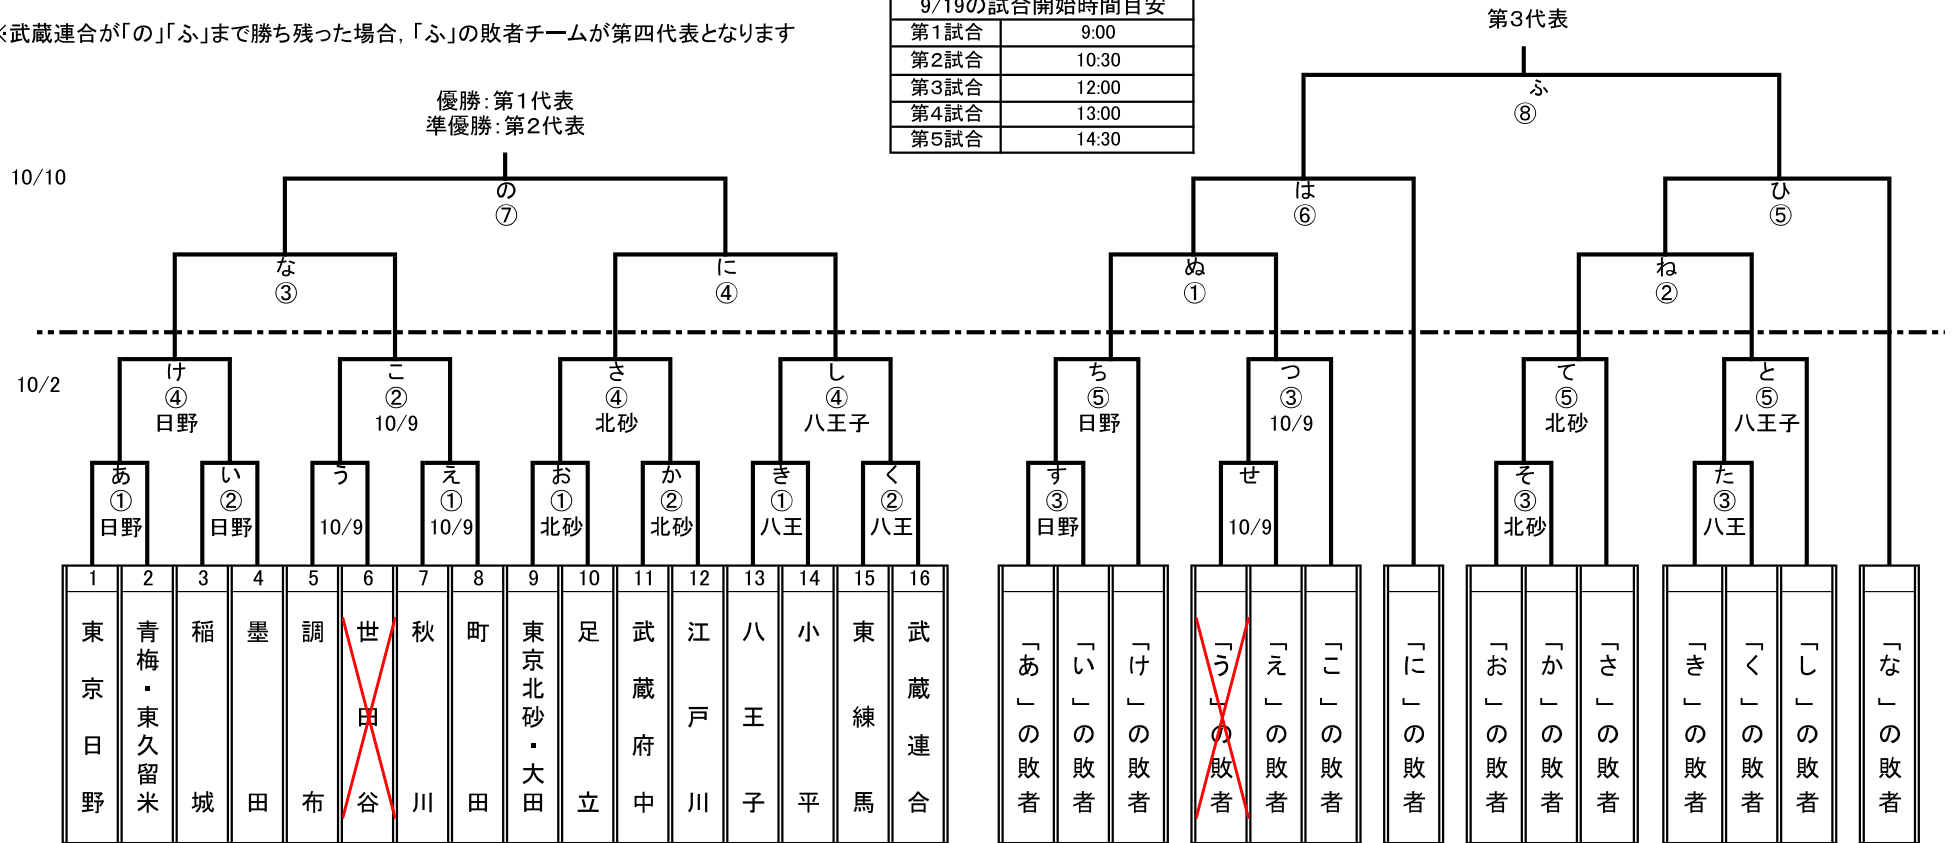 ※武蔵連合が「の」「ふ」まで勝ち残った場合,「ふ」の敗者チームが第四代表となります
9/19の試合開始時間目安
第1試合 9:00
第2試合 10:30
第3試合 12:00
第4試合 13:00
第5試合 14:30
第3代表
優勝:第1代表
準優勝:第2代表
ふ
⑧
10/10
の
⑦
は
⑥
ひ
⑤
な
③
に
④
ぬ
①
ね
②
10/2
け
④
日野
こ
②
10/9
さ
④
北砂
し
④
八王子
ち
⑤
日野
つ
③
10/9
て
⑤
北砂
と
⑤
八王子
あ
①
日野
い
②
日野
う
10/9
え
①
10/9
お
①
北砂
か
②
北砂
き
①
八王
く
②
八王
す
③
日野
せ
10/9
そ
③
北砂
た
③
八王
1 東京日野
2 青梅・東久留米
3 稲城
4 墨田
5 調布
6 世田谷
7 秋川
8 町田
9 東京北砂・大田
10 足立
11 武蔵府中
12 江戸川
13 八王子
14 小平
15 東練馬
16 武蔵連合
「あ」の敗者
「い」の敗者
「け」の敗者
「う」の敗者
「え」の敗者
「こ」の敗者
「に」の敗者
「お」の敗者
「か」の敗者
「さ」の敗者
「き」の敗者
「く」の敗者
「し」の敗者
「な」の敗者